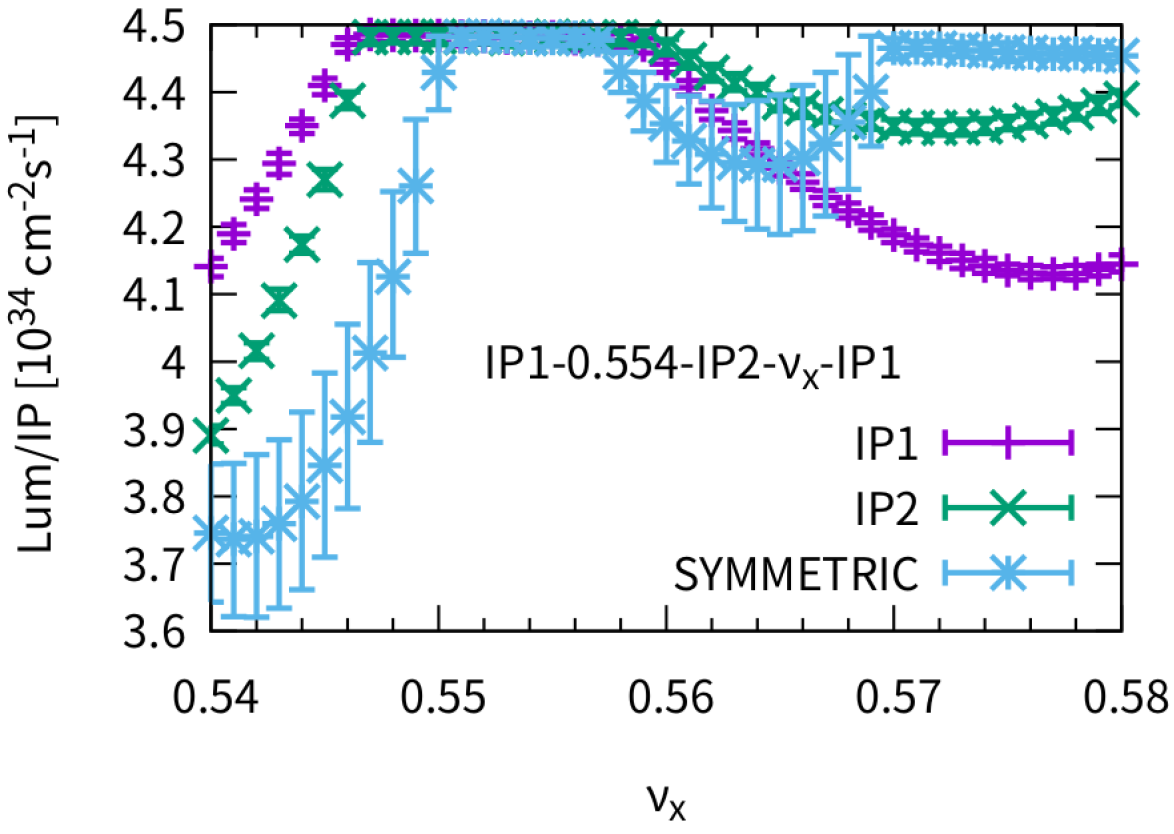 Lum/IP [10³⁴ cm⁻²s⁻¹]
4.5
4.4
4.3
4.2
4.1
4
3.9
3.8
3.7
3.6
IP1-0.554-IP2-νₓ-IP1
IP1
IP2
SYMMETRIC
0.54 0.55 0.56 0.57 0.58
νₓ